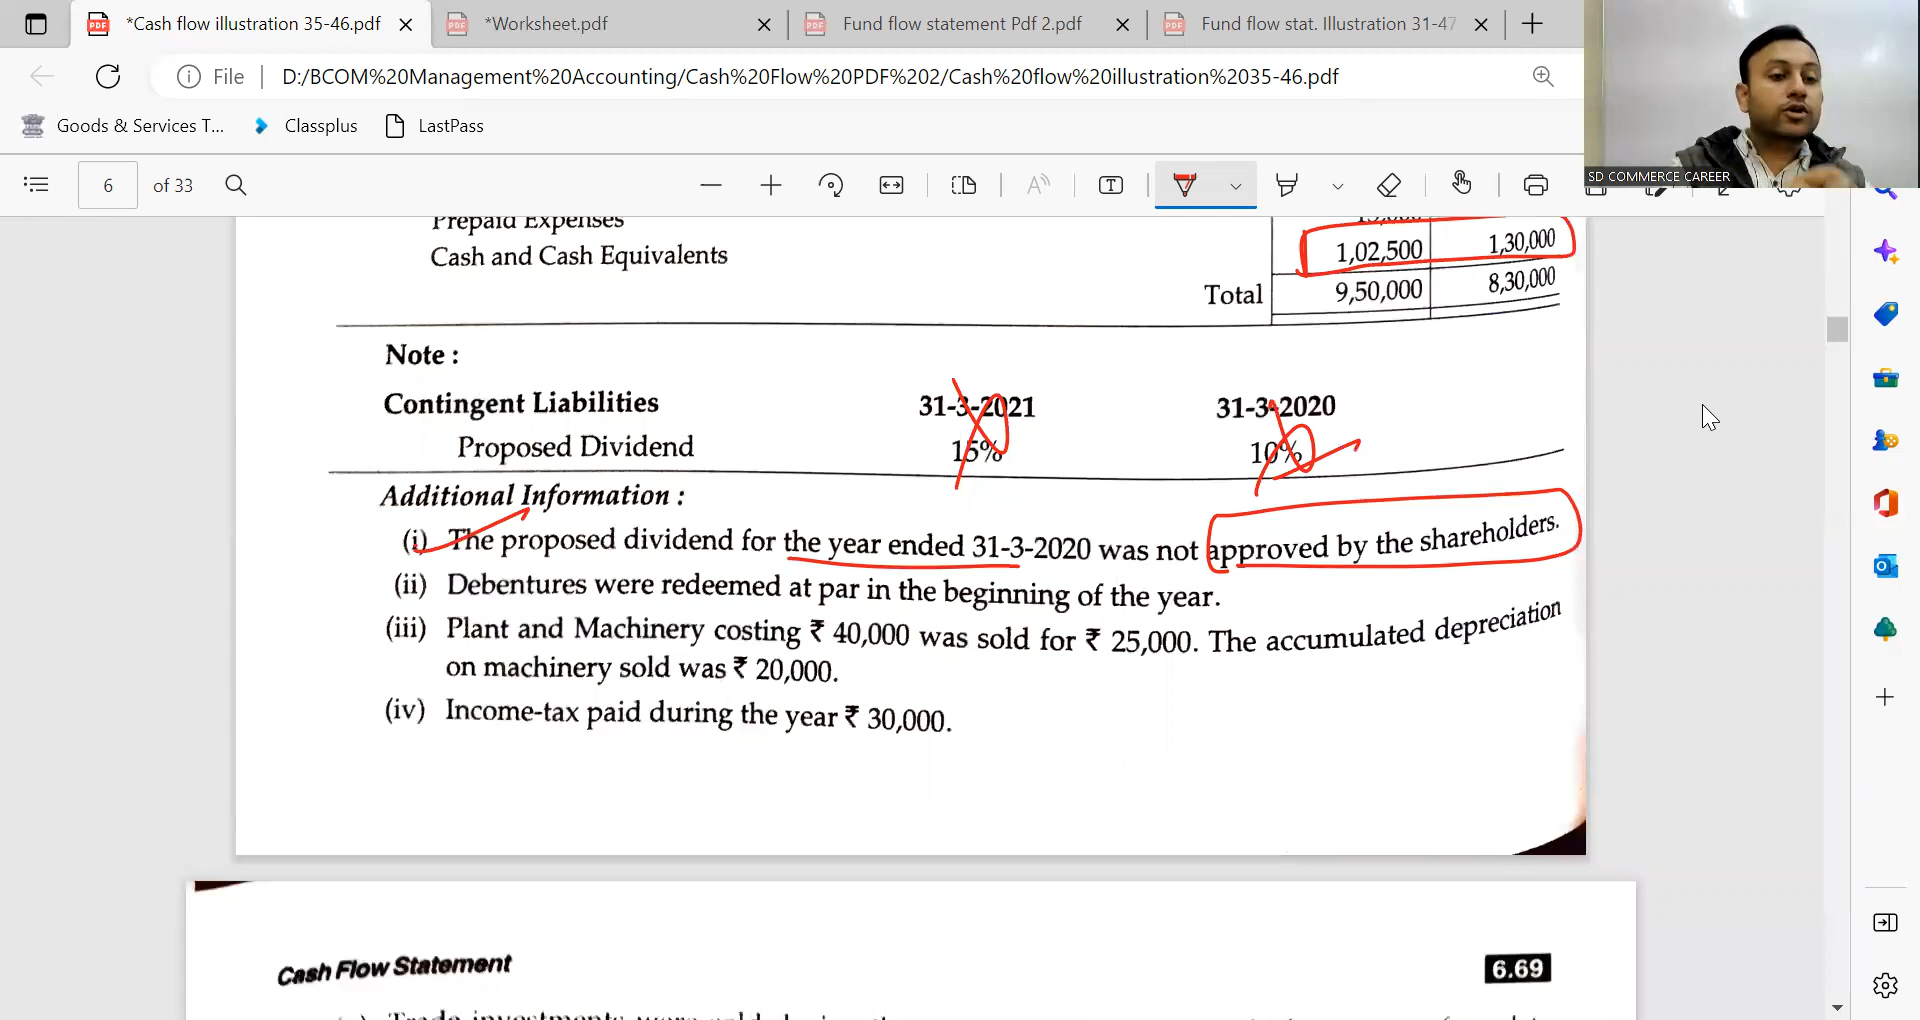 *Cash flow illustration 35-46.pdf
*Worksheet.pdf
Fund flow statement Pdf 2.pdf
Fund flow stat. Illustration 31-47
File
D:/BCOM%20Management%20Accounting/Cash%20Flow%20PDF%202/Cash%20flow%20illustration%2035-46.pdf
Goods & Services T...
Classplus
LastPass
SD COMMERCE CAREER
6 of 33
Prepaid Expenses
Cash and Cash Equivalents 1,02,500 1,30,000
Total 9,50,000 8,30,000
Note :
Contingent Liabilities 31-3-2021 31-3-2020
Proposed Dividend 15% 10%
Additional Information :
(i) The proposed dividend for the year ended 31-3-2020 was not approved by the shareholders.
(ii) Debentures were redeemed at par in the beginning of the year.
(iii) Plant and Machinery costing ₹ 40,000 was sold for ₹ 25,000. The accumulated depreciation
on machinery sold was ₹ 20,000.
(iv) Income-tax paid during the year ₹ 30,000.
Cash Flow Statement 6.69